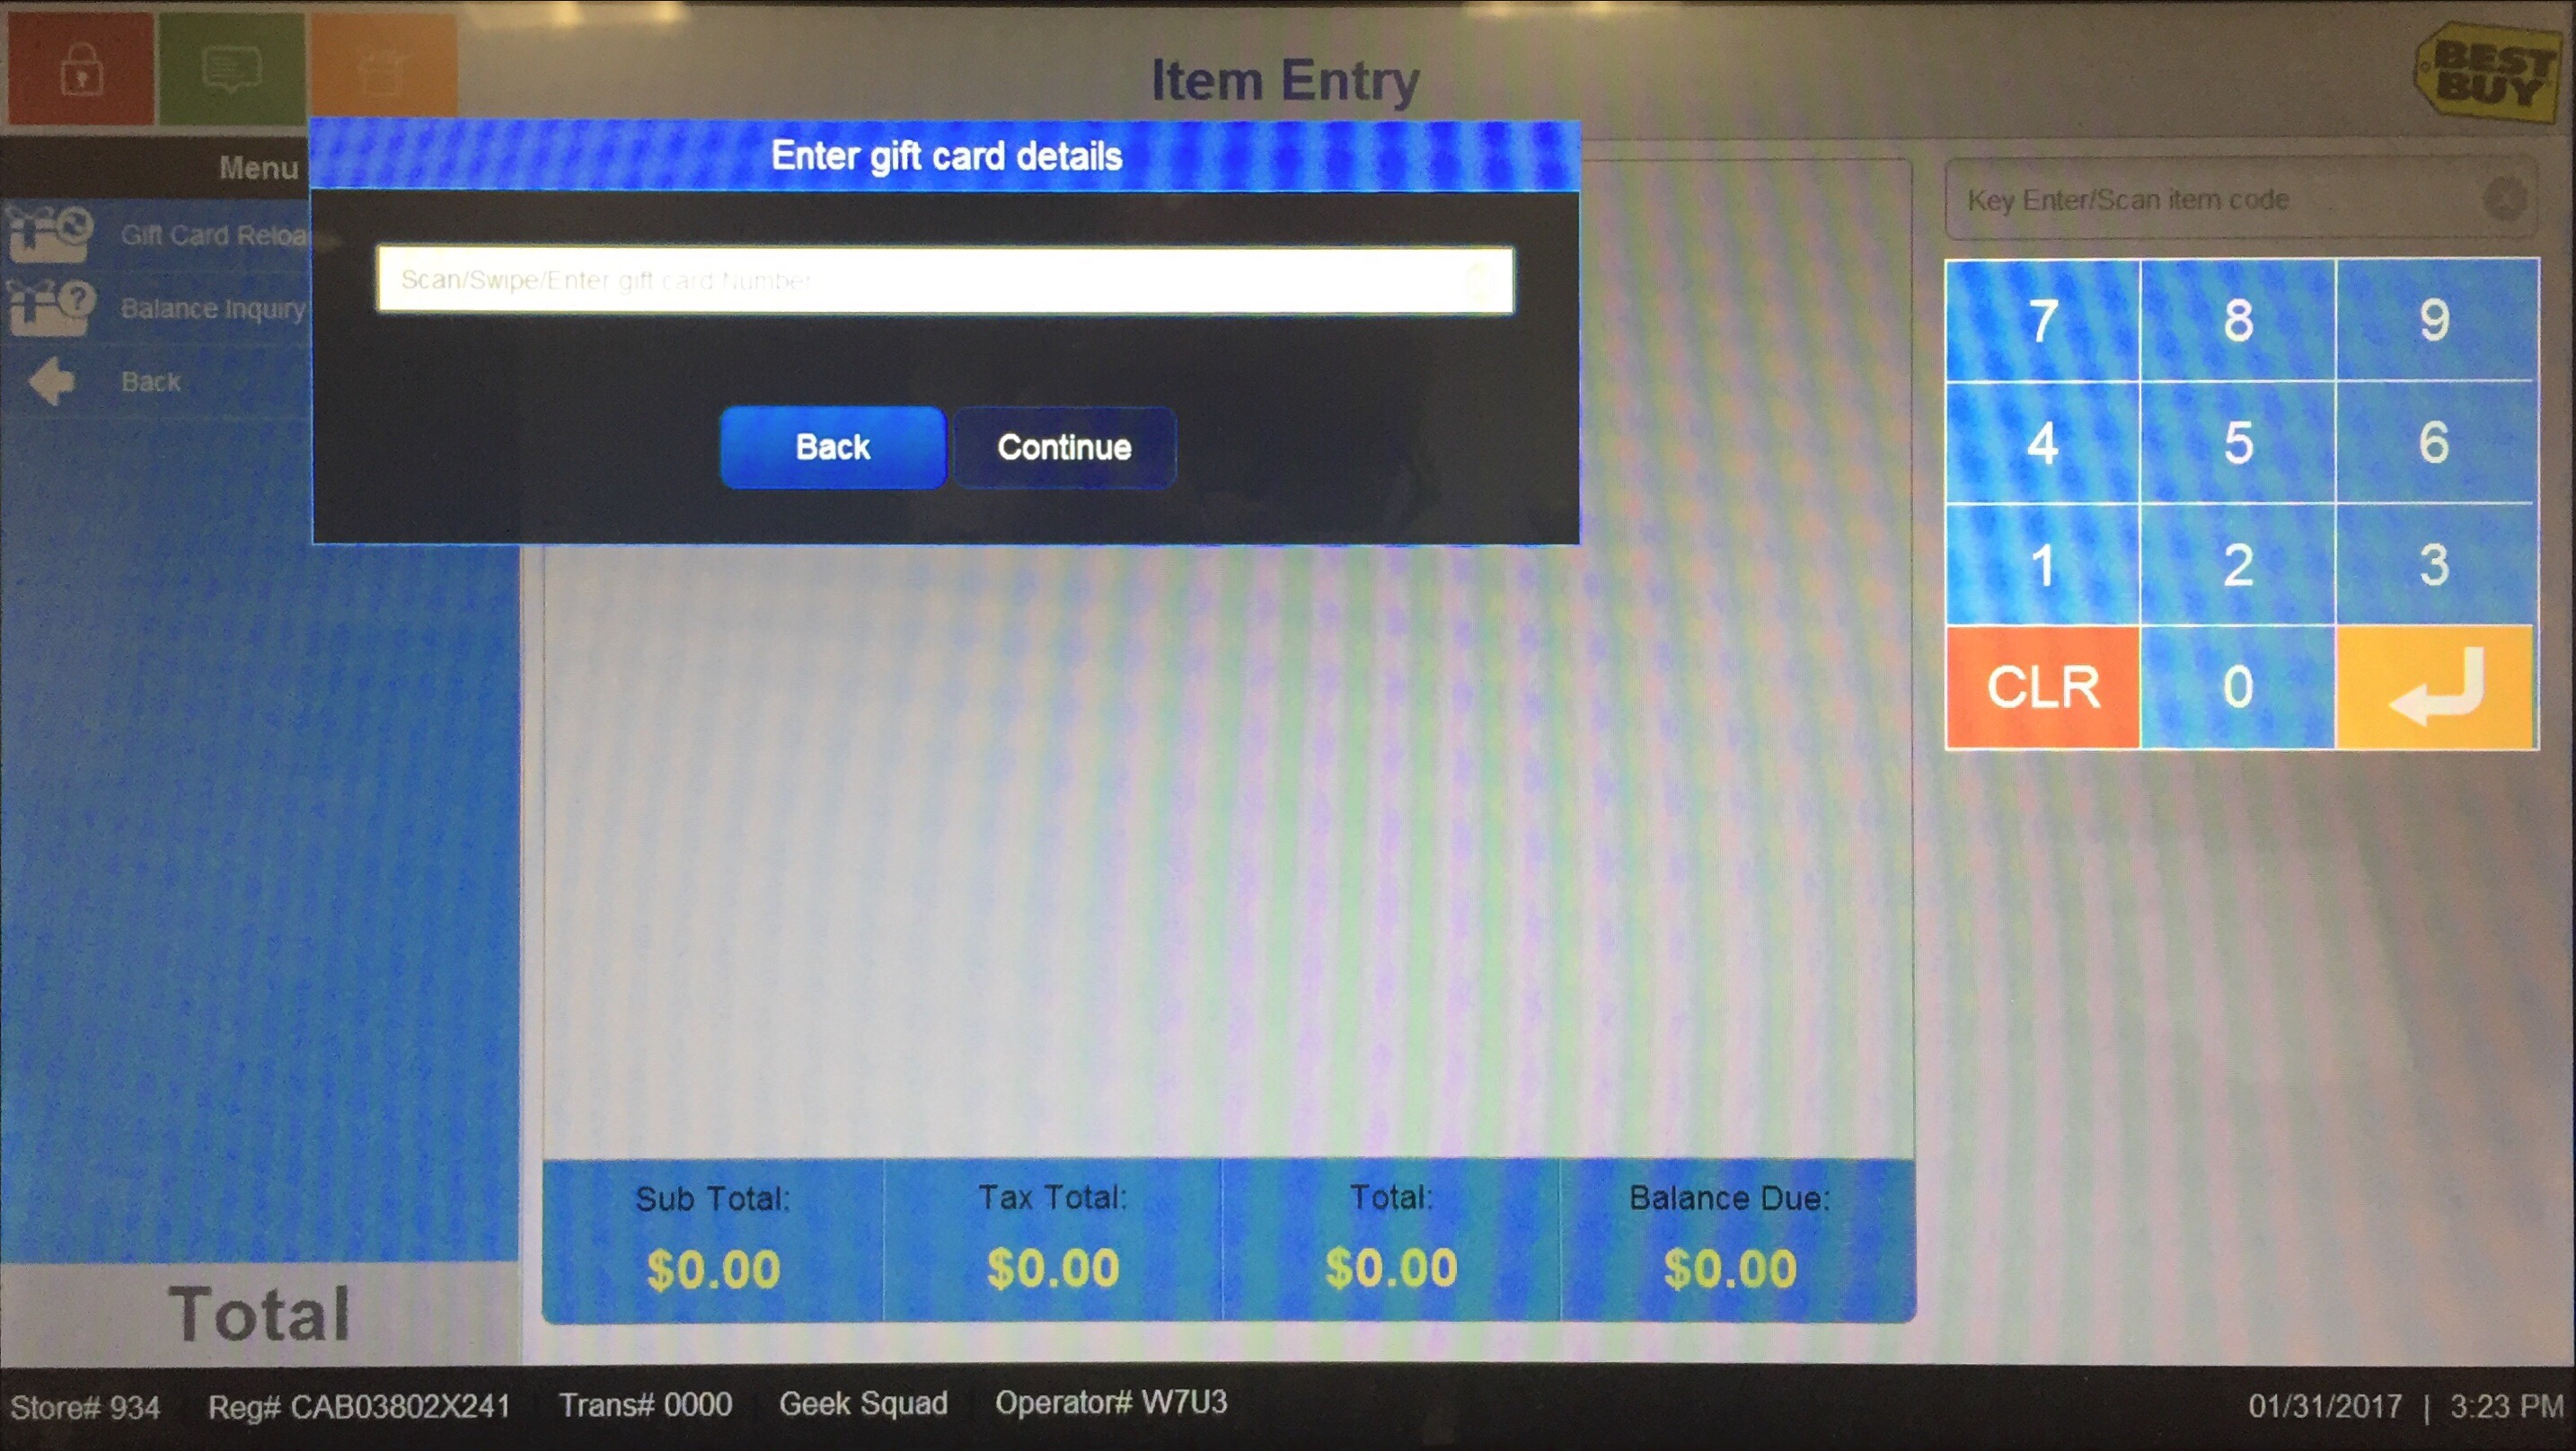 Item Entry
BEST
BUY
Menu
Enter gift card details
Key Enter/Scan item code
Gift Card Reloa
Scan/Swipe/Enter gift card Number
Balance Inquiry
Back
Back
Continue
7 8 9
4 5 6
1 2 3
CLR 0
Sub Total: Tax Total: Total: Balance Due:
$0.00 $0.00 $0.00 $0.00
Total
Store# 934 Reg# CAB03802X241 Trans# 0000 Geek Squad Operator# W7U3 01/31/2017 | 3:23 PM